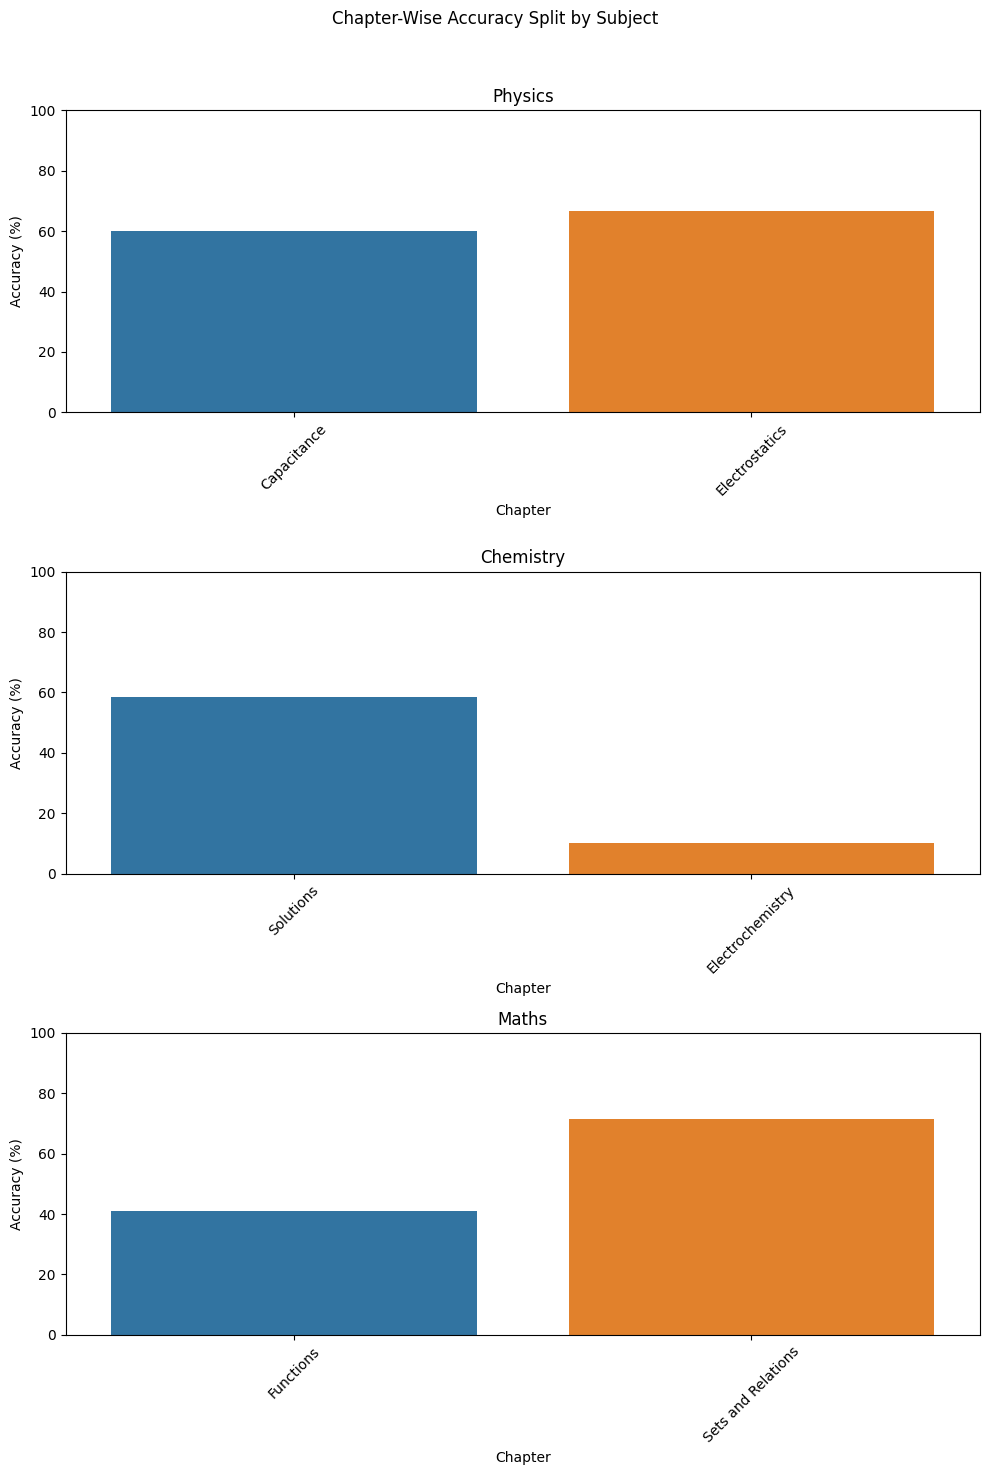 Chapter-Wise Accuracy Split by Subject
Physics
Accuracy (%)
100
80
60
40
20
0
Capacitance
Electrostatics
Chapter
Chemistry
Accuracy (%)
100
80
60
40
20
0
Solutions
Electrochemistry
Chapter
Maths
Accuracy (%)
100
80
60
40
20
0
Functions
Sets and Relations
Chapter